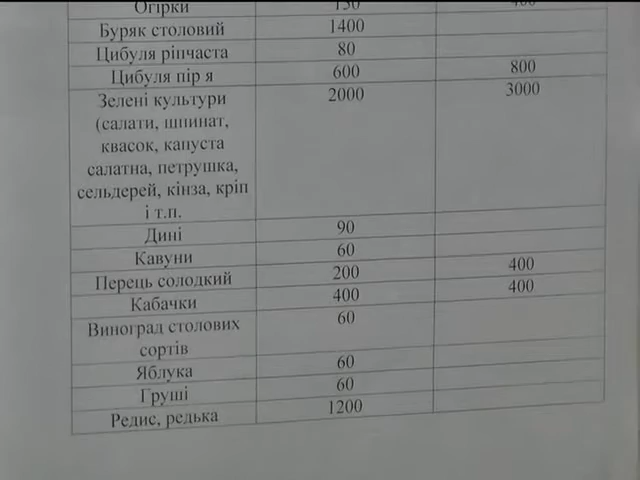 Огірки 150 400
Буряк столовий 1400
Цибуля ріпчаста 80
Цибуля пір я 600 800
Зелені культури 2000 3000
(салати, шпинат,
квасок, капуста
салатна, петрушка,
сельдерей, кінза, кріп
і т.п.
Дині 90
Кавуни 60
Перець солодкий 200 400
Кабачки 400 400
Виноград столових 60
сортів
Яблука 60
Груші 60
Редис, редька 1200